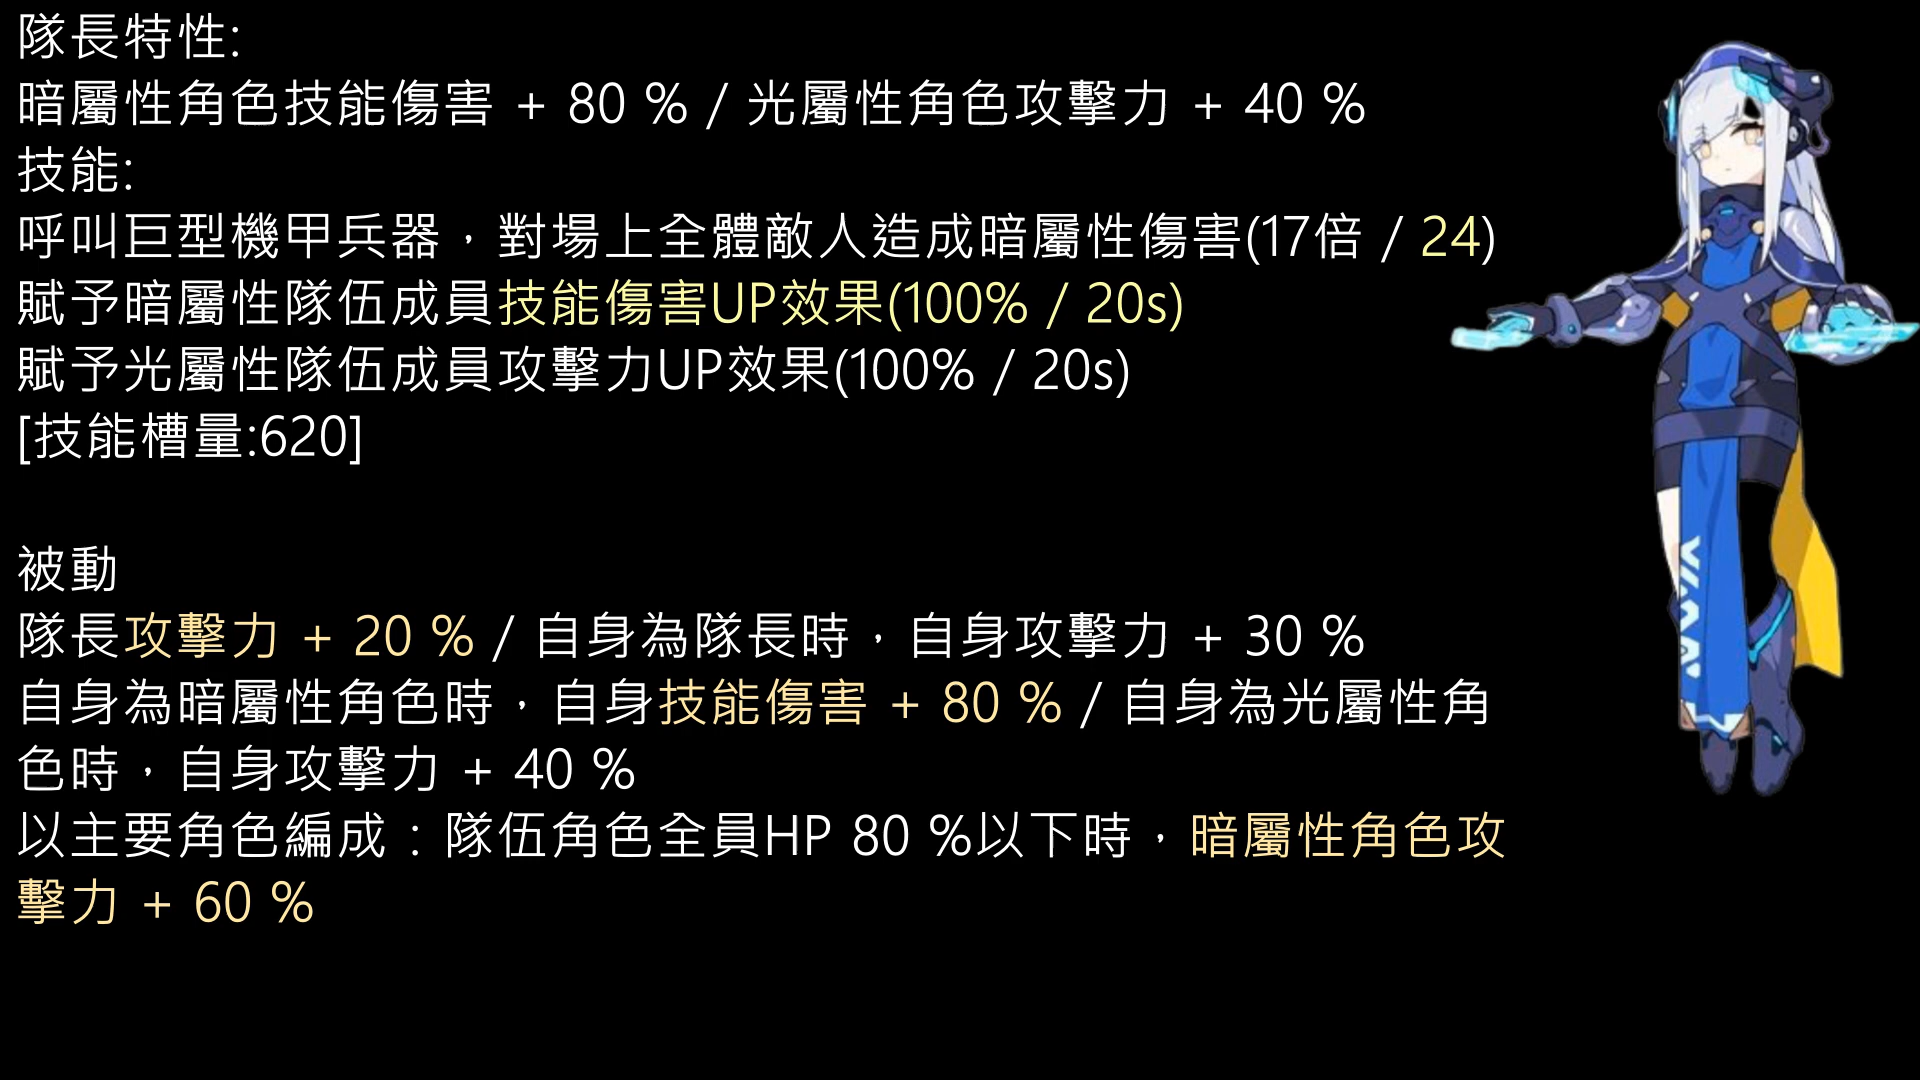 隊長特性:
暗屬性角色技能傷害 + 80 % / 光屬性角色攻擊力 + 40 %
技能:
呼叫巨型機甲兵器，對場上全體敵人造成暗屬性傷害(17倍 / 24)
賦予暗屬性隊伍成員技能傷害UP效果(100% / 20s)
賦予光屬性隊伍成員攻擊力UP效果(100% / 20s)
[技能槽量:620]
被動
隊長攻擊力 + 20 % / 自身為隊長時，自身攻擊力 + 30 %
自身為暗屬性角色時，自身技能傷害 + 80 % / 自身為光屬性角
色時，自身攻擊力 + 40 %
以主要角色編成：隊伍角色全員HP 80 %以下時，暗屬性角色攻
擊力 + 60 %